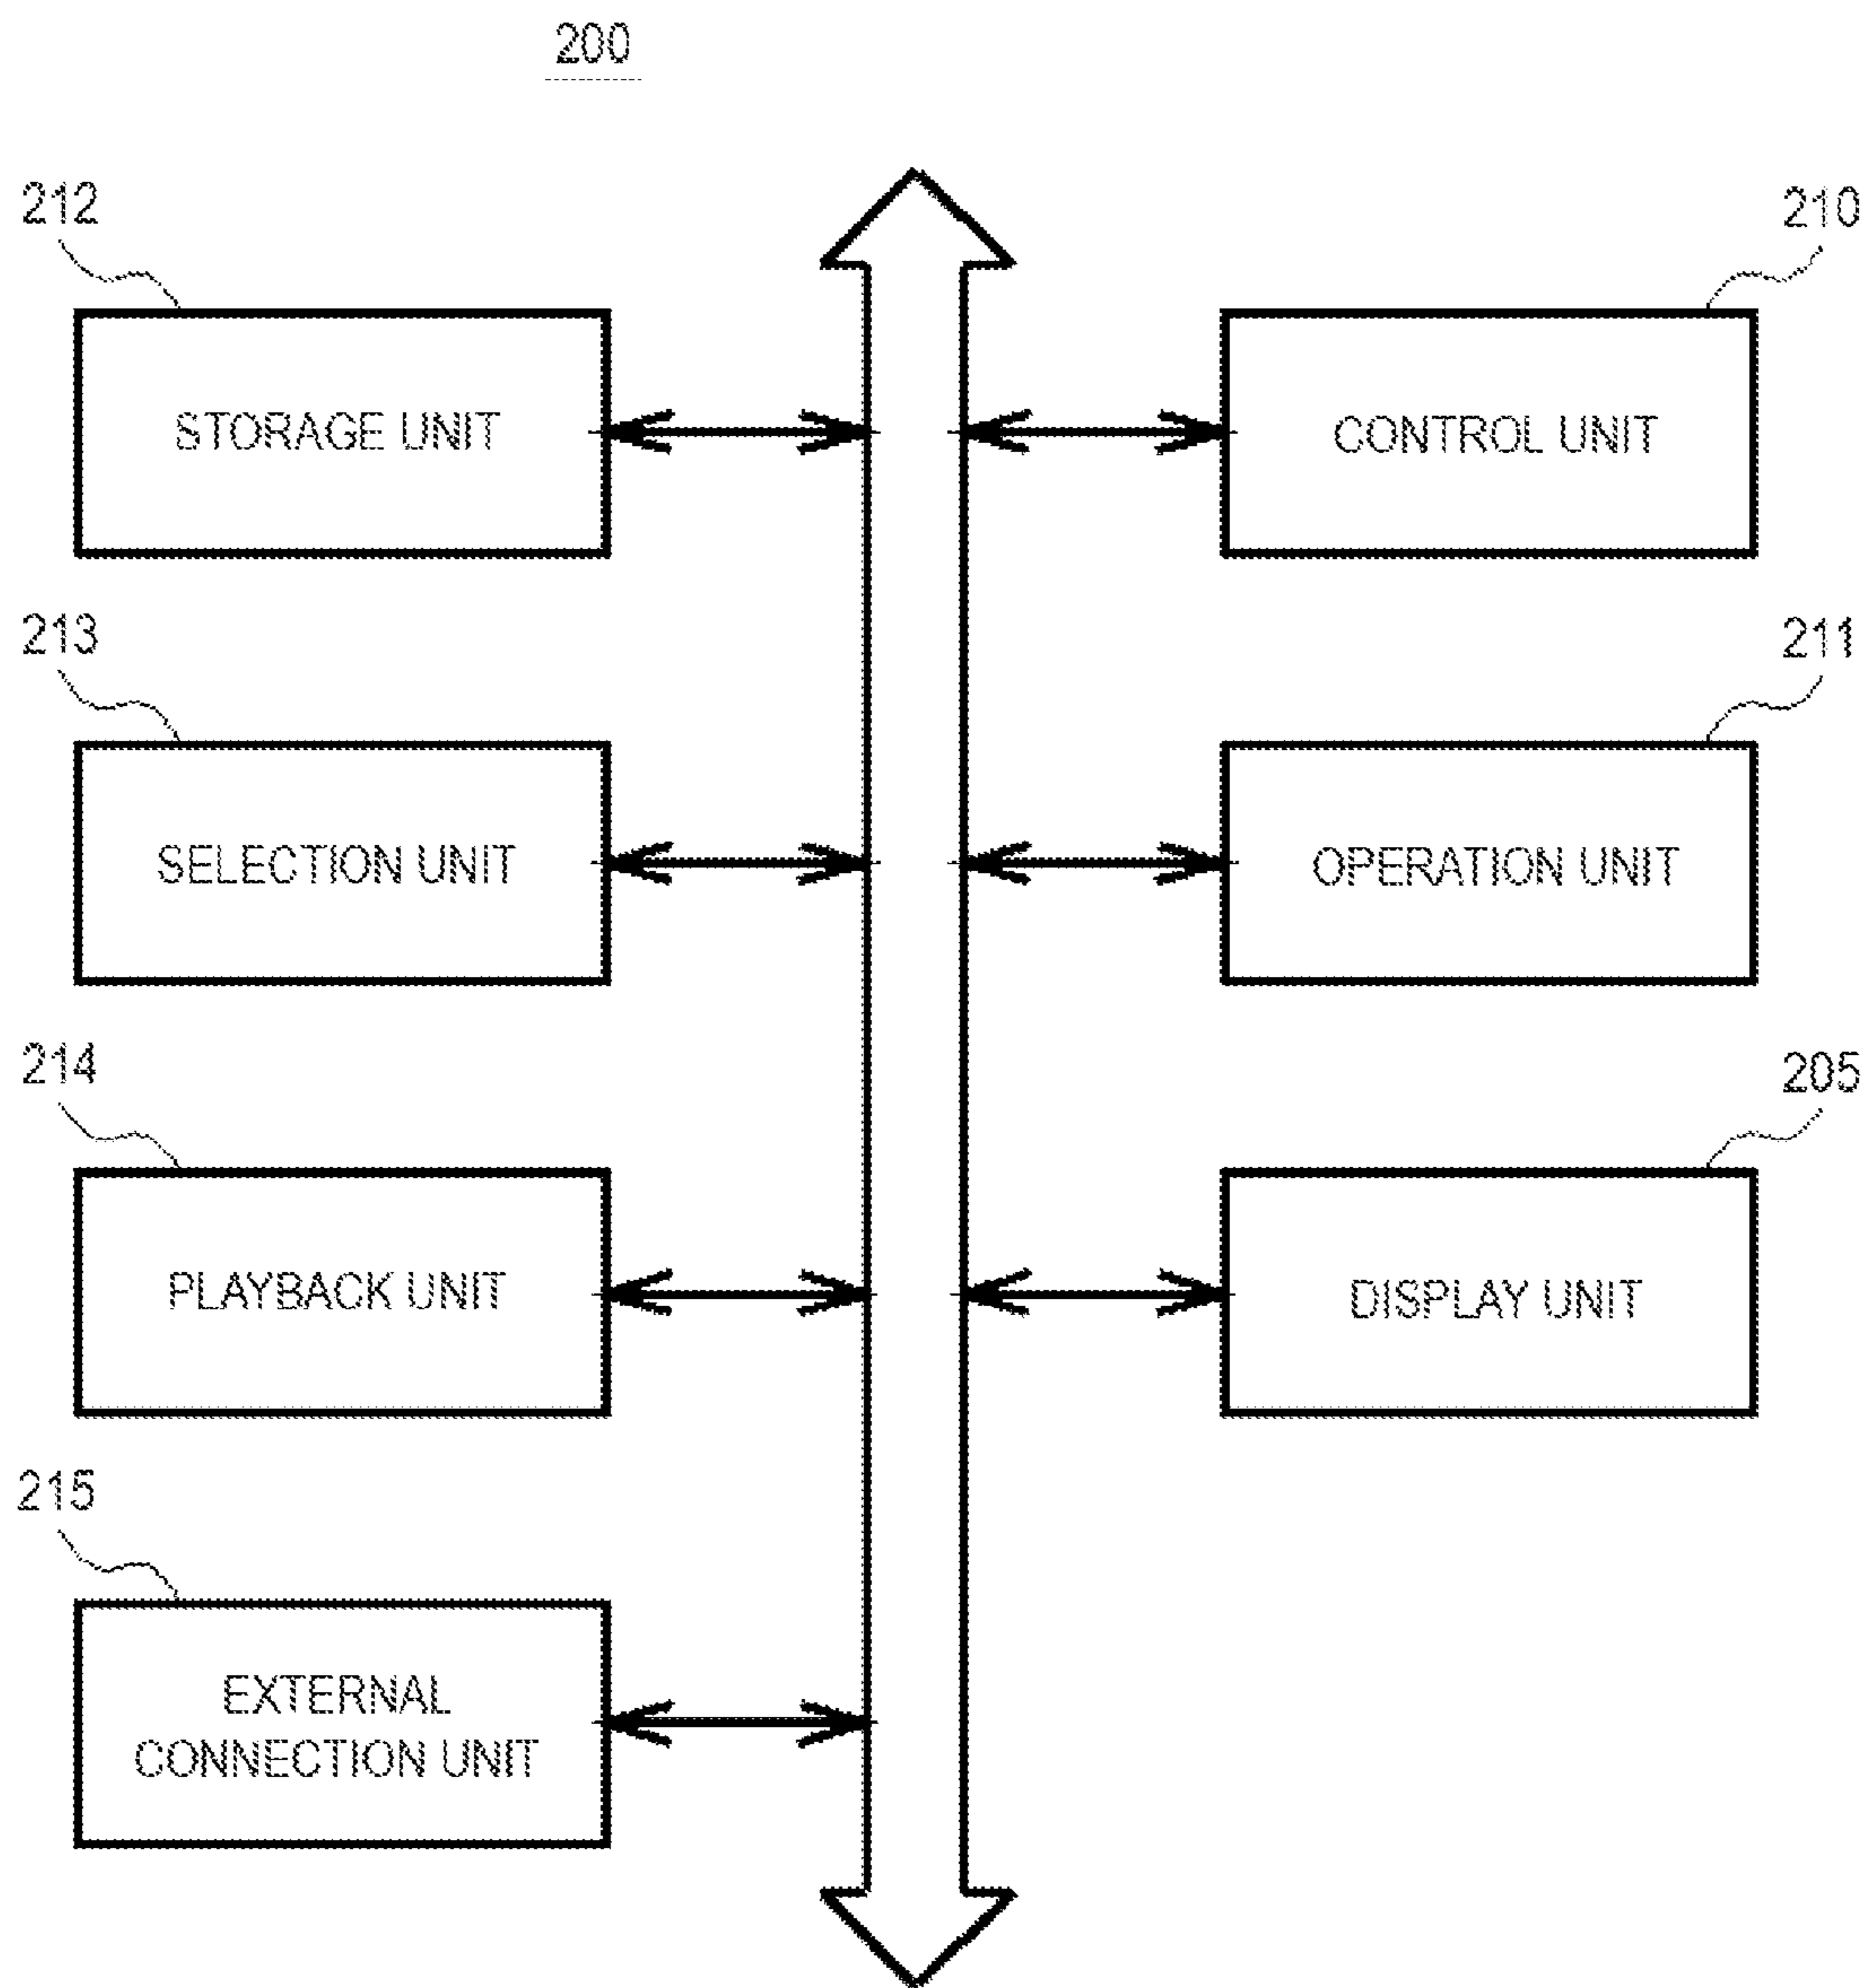 200
212
210
STORAGE UNIT
CONTROL UNIT
213
211
SELECTION UNIT
OPERATION UNIT
214
205
PLAYBACK UNIT
DISPLAY UNIT
215
EXTERNAL
CONNECTION UNIT